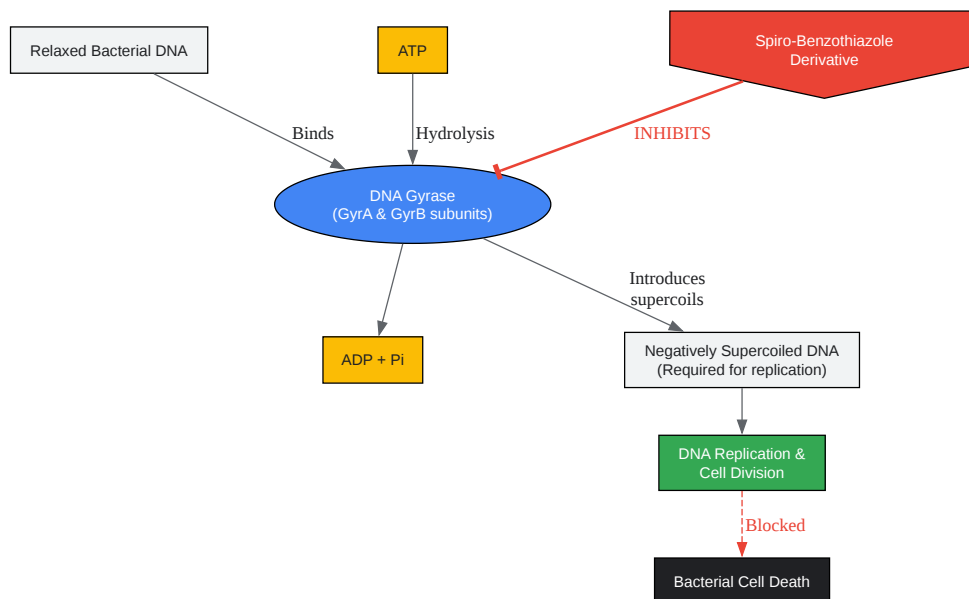 Relaxed Bacterial DNA
ATP
Spiro-Benzothiazole
Derivative
Binds
Hydrolysis
INHIBITS
DNA Gyrase
(GyrA & GyrB subunits)
Introduces
supercoils
ADP + Pi
Negatively Supercoiled DNA
(Required for replication)
DNA Replication &
Cell Division
Blocked
Bacterial Cell Death